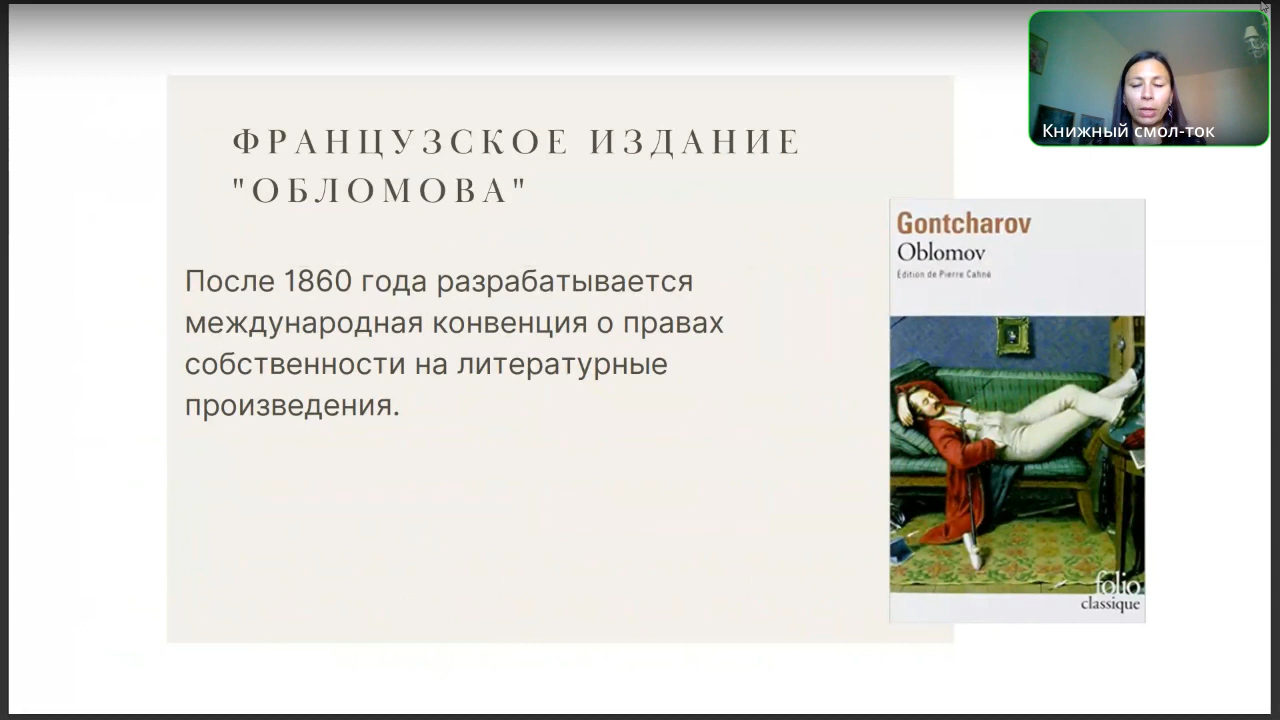 ФРАНЦУЗСКОЕ ИЗДАНИЕ
"ОБЛОМОВА"
После 1860 года разрабатывается
международная конвенция о правах
собственности на литературные
произведения.
Книжный смол-ток
Gontcharov
Oblomov
Édition de Pierre Cahné
folio
classique